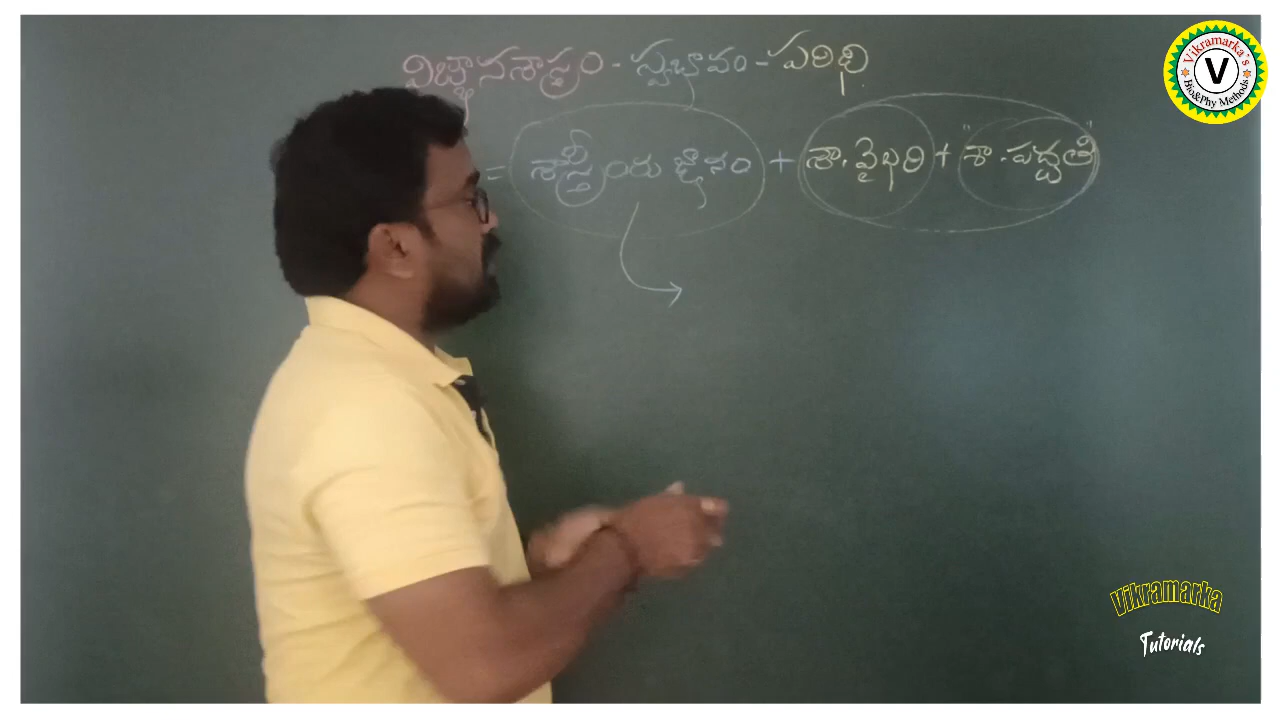 విజ్ఞానశాస్త్రం - స్వభావం - పరిధి
= శాస్త్రీయ జ్ఞానం + శా. వైఖరి + "శా. పద్ధతి"
Vikramarka's
V
Bio&Phy Methods
Vikramarka
Tutorials